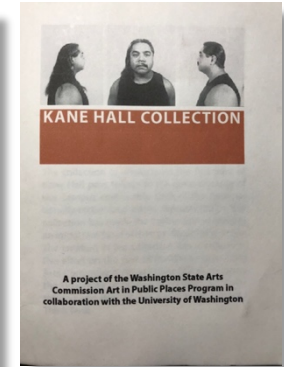 KANE HALL COLLECTION
A project of the Washington State Arts
Commission Art in Public Places Program in
collaboration with the University of Washington